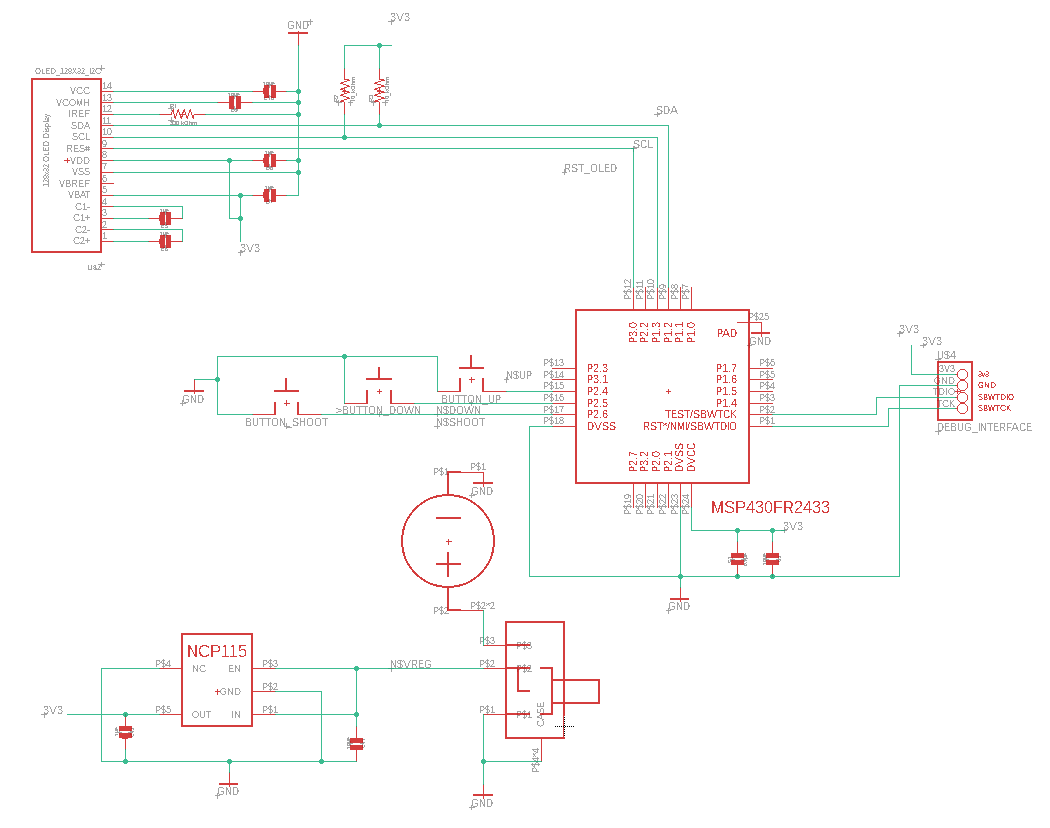 GND
3V3
OLED_128X32_I2C
128x32 OLED Display
VCC 14
VCOMH 13
IREF 12
SDA 11
SCL 10
RES# 9
VDD 8
VSS 7
VBREF 6
VBAT 5
C1- 4
C1+ 3
C2- 2
C2+ 1
3V3
SDA
SCL
RST_OLED
P$12
P$11
P$10
P$9
P$8
P$7
P3.0
P2.2
P1.3
P1.2
P1.1
P1.0
PAD
P$25
GND
P$13
P$14
P$15
P$16
P$17
P$18
P2.3
P3.1
P2.4
P2.5
P2.6
DVSS
P1.7
P1.6
P1.5
P1.4
TEST/SBWTCK
RST*/NMI/SBWTDIO
P$6
P$5
P$4
P$3
P$2
P$1
P2.7
P3.2
P2.0
P2.1
DVSS
DVCC
P$19
P$20
P$21
P$22
P$23
P$24
MSP430FR2433
3V3
GND
3V3
3V3
U$4
3V3
GND
TDIO
TCK
3V3
GND
SBWTDIO
SBWTCK
DEBUG_INTERFACE
GND
BUTTON_SHOOT
>BUTTON_DOWN
BUTTON_UP
N$UP
N$DOWN
N$SHOOT
P$1
P$1
GND
P$2
P$2*2
NCP115
P$4
NC
EN
P$3
GND
P$2
P$5
OUT
IN
P$1
3V3
GND
N$VREG
P$3
P$2
P$1
P$3
P$2
P$1
CASE
P$4*4
GND